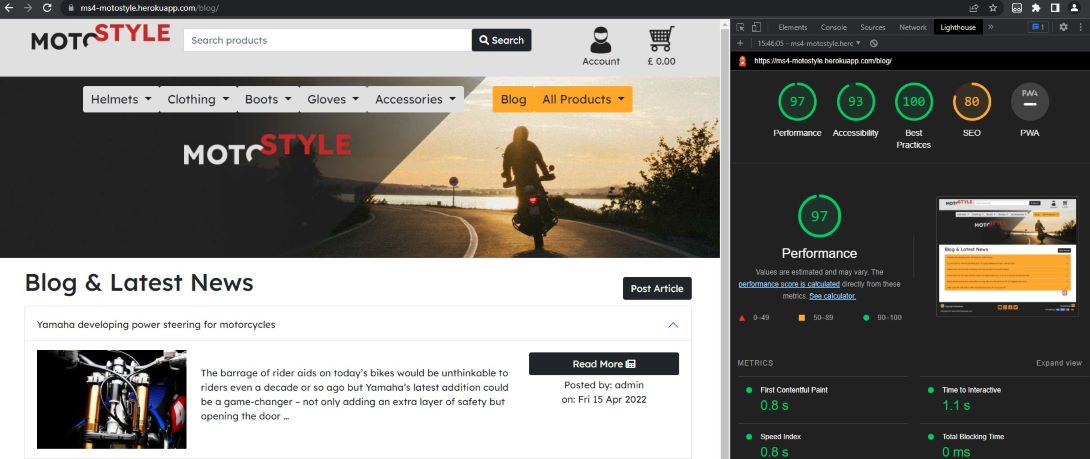 ms4-motostyle.herokuapp.com/blog/
MOTOSTYLE
Search products
Search
Account
£ 0.00
Helmets
Clothing
Boots
Gloves
Accessories
Blog
All Products
MOTOSTYLE
Blog & Latest News
Post Article
Yamaha developing power steering for motorcycles
The barrage of rider aids on today's bikes would be unthinkable to
riders even a decade or so ago but Yamaha's latest addition could
be a game-changer – not only adding an extra layer of safety but
opening the door ...
Read More
Posted by: admin
on: Fri 15 Apr 2022
Elements
Console
Sources
Network
Lighthouse
»
1
15:46:05 - ms4-motostyle.herc
https://ms4-motostyle.herokuapp.com/blog/
97
93
100
80
PWA
Performance
Accessibility
Best
Practices
SEO
PWA
97
Performance
Values are estimated and may vary. The
performance score is calculated directly from these
metrics. See calculator.
0–49
50–89
90–100
MOTOSTYLE
Blog & Latest News
METRICS
Expand view
First Contentful Paint
0.8 s
Time to Interactive
1.1 s
Speed Index
0.8 s
Total Blocking Time
0 ms